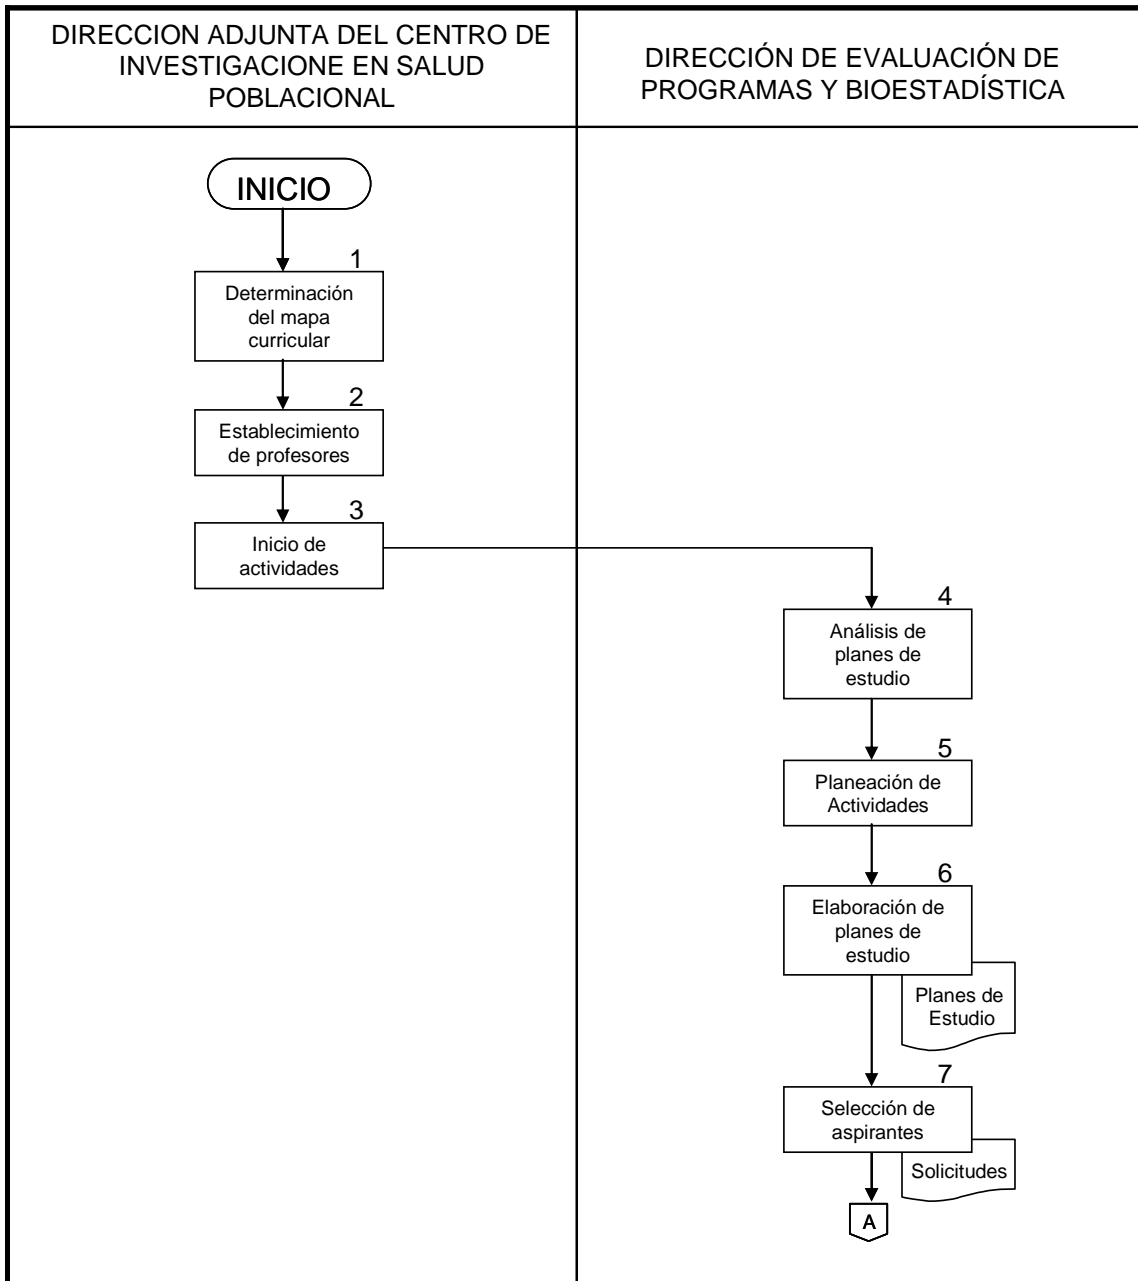 DIRECCION ADJUNTA DEL CENTRO DE
INVESTIGACIONE EN SALUD
POBLACIONAL
DIRECCIÓN DE EVALUACIÓN DE
PROGRAMAS Y BIOESTADÍSTICA
INICIO
1
Determinación
del mapa
curricular
2
Establecimiento
de profesores
3
Inicio de
actividades
4
Análisis de
planes de
estudio
5
Planeación de
Actividades
6
Elaboración de
planes de
estudio
Planes de
Estudio
7
Selección de
aspirantes
Solicitudes
A